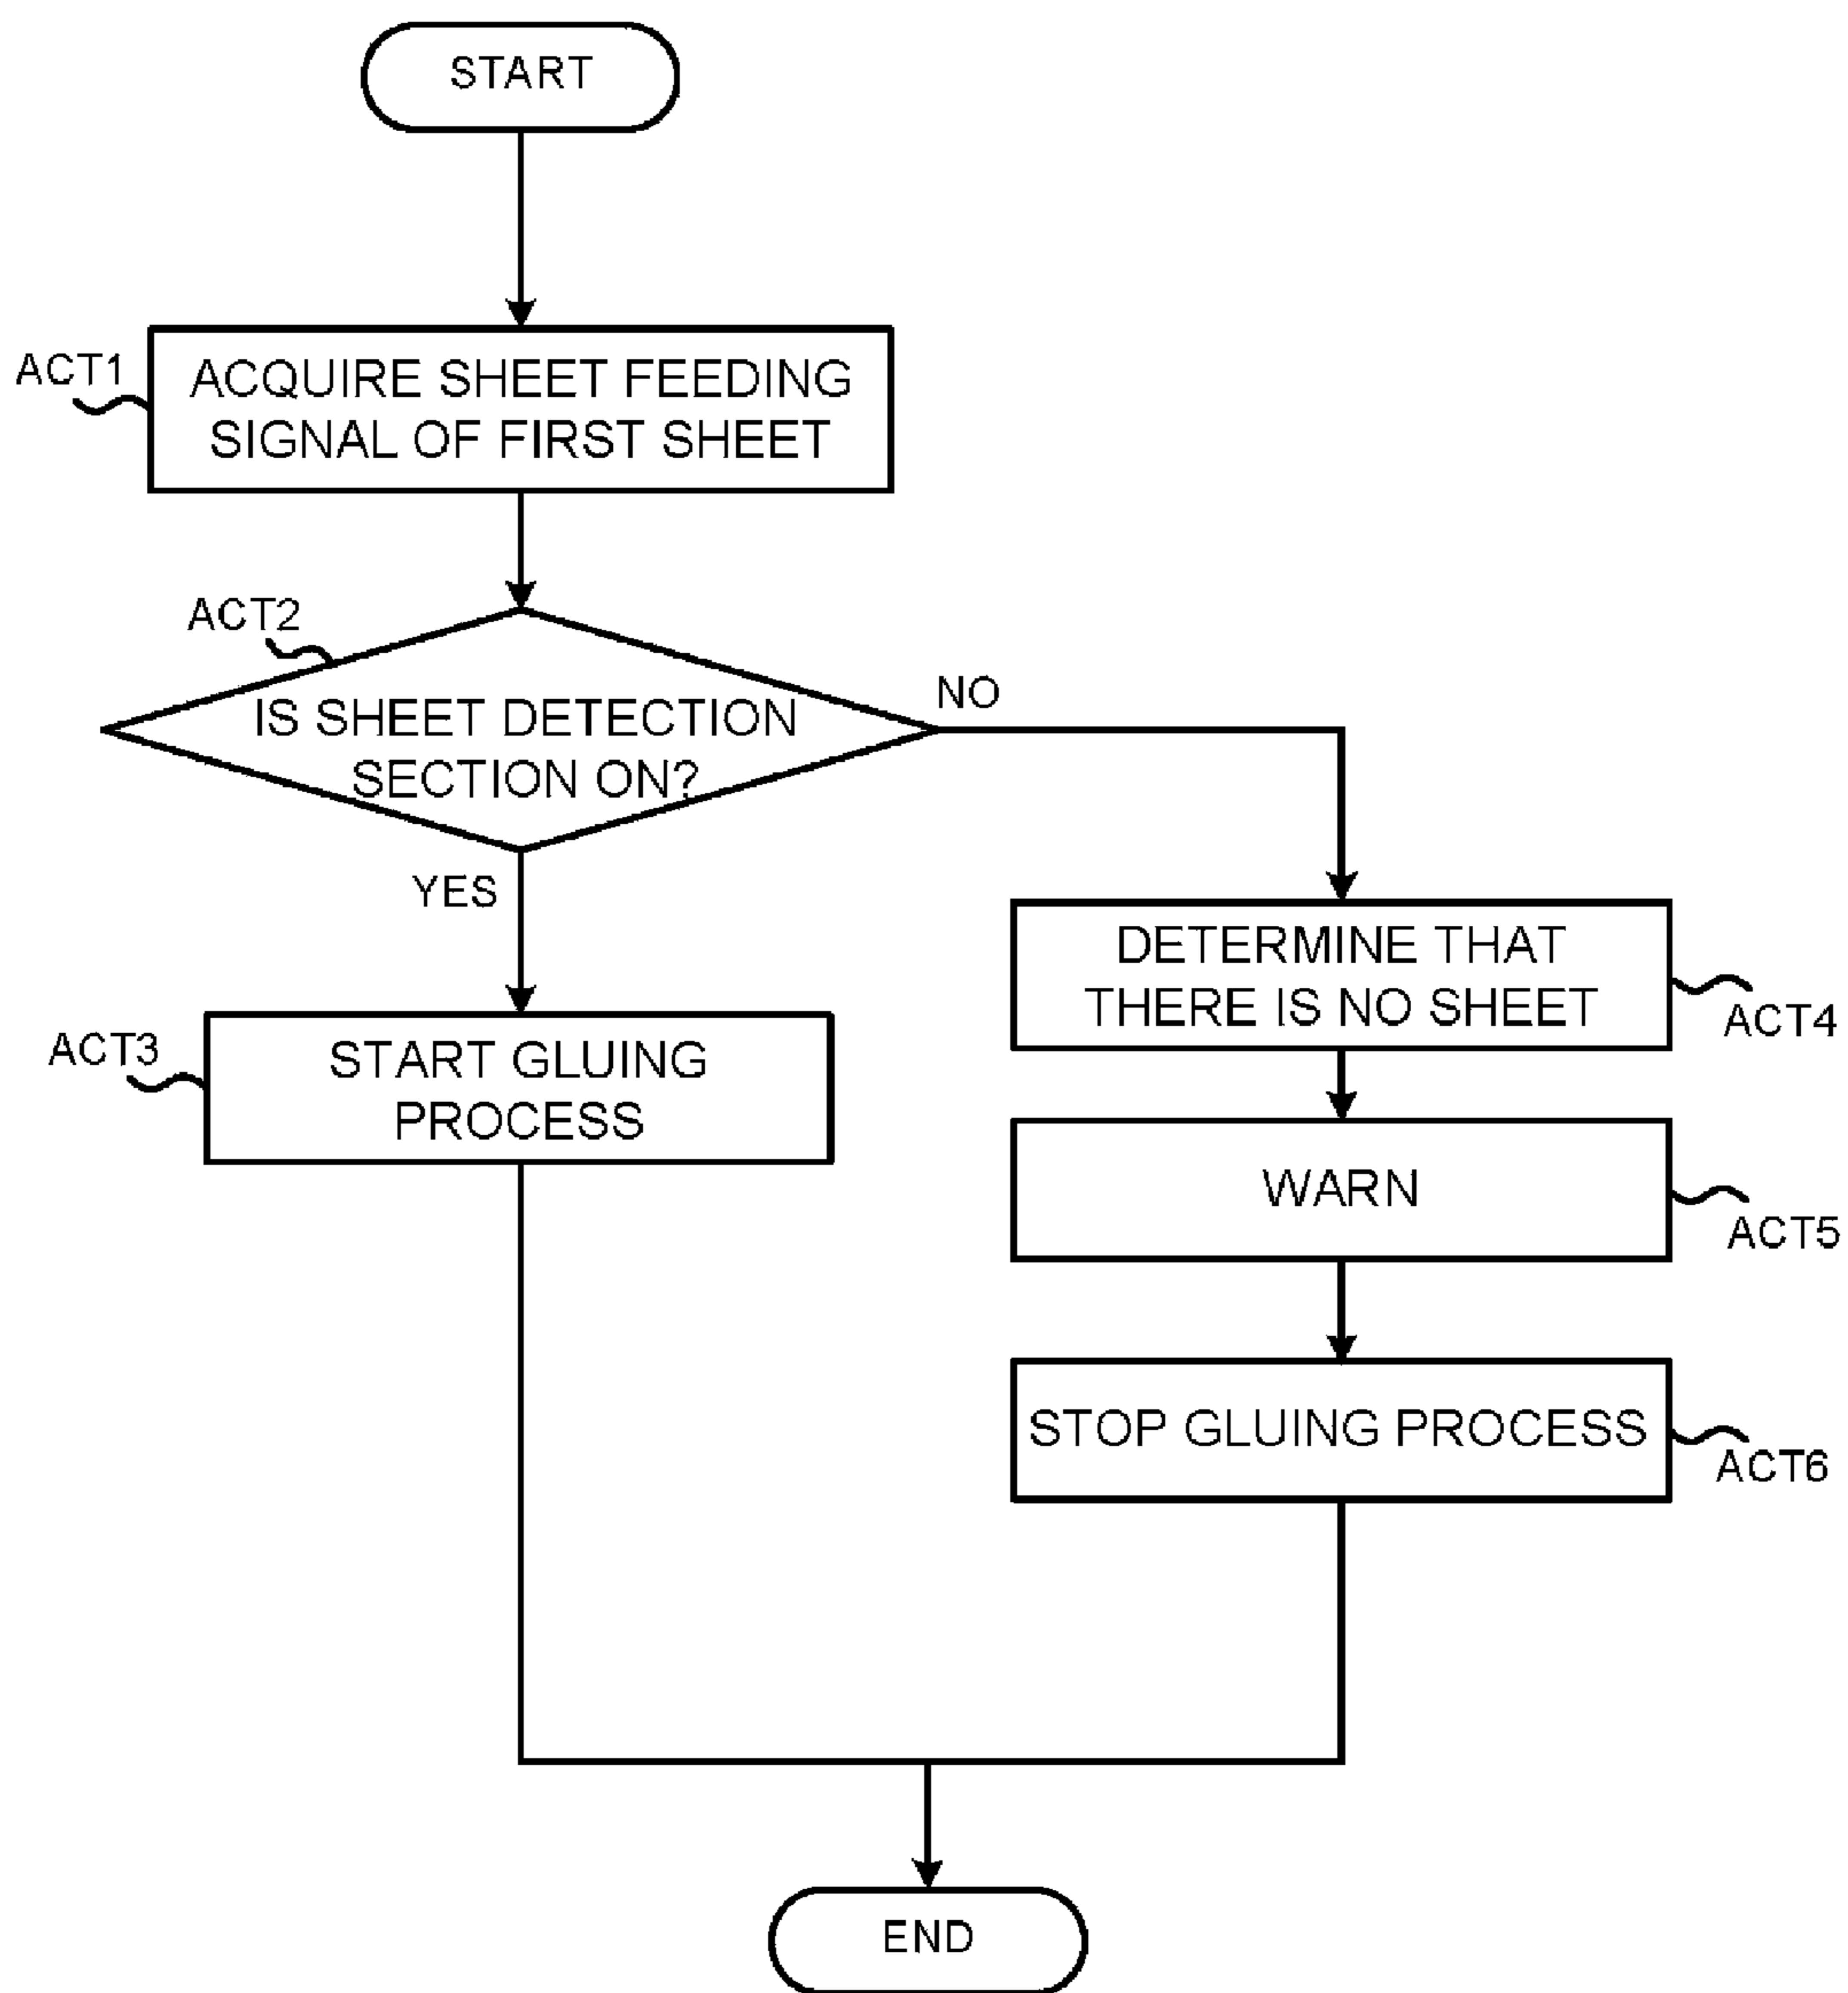 START
ACT1
ACQUIRE SHEET FEEDING
SIGNAL OF FIRST SHEET
ACT2
IS SHEET DETECTION
SECTION ON?
NO
YES
DETERMINE THAT
THERE IS NO SHEET
ACT4
ACT3
START GLUING
PROCESS
WARN
ACT5
STOP GLUING PROCESS
ACT6
END